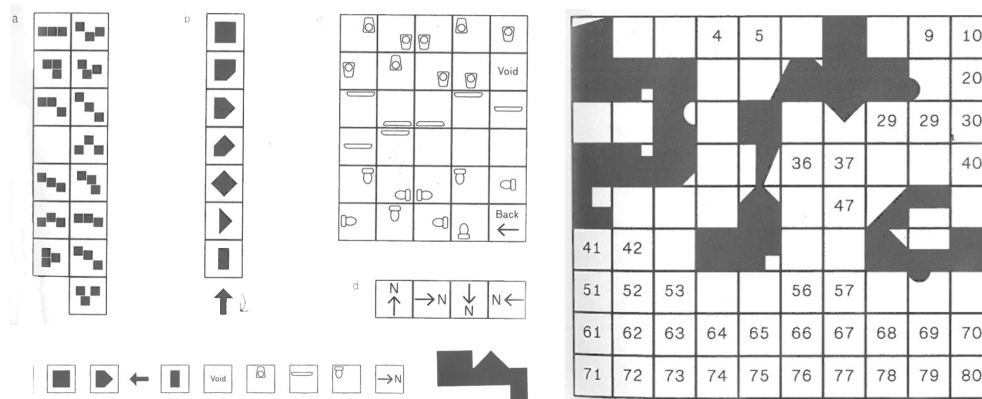 a b c
Void
Back
d
N N N N
Void N
4 5 9 10
20
29 29 30
36 37 40
47
41 42
51 52 53 56 57
61 62 63 64 65 66 67 68 69 70
71 72 73 74 75 76 77 78 79 80